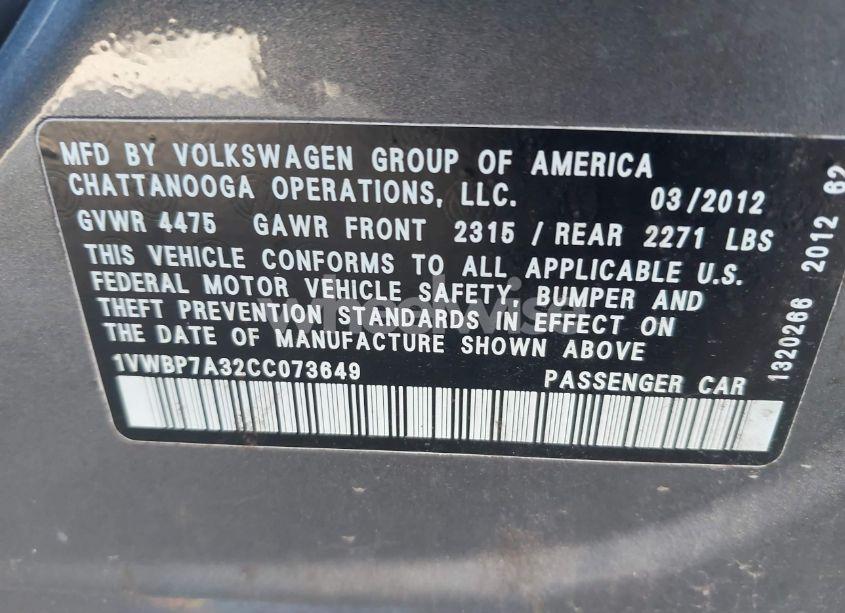 MFD BY VOLKSWAGEN GROUP OF AMERICA
CHATTANOOGA OPERATIONS, LLC. 03/2012
GVWR 4475 GAWR FRONT 2315 / REAR 2271 LBS
THIS VEHICLE CONFORMS TO ALL APPLICABLE U.S.
FEDERAL MOTOR VEHICLE SAFETY, BUMPER AND
THEFT PREVENTION STANDARDS IN EFFECT ON
THE DATE OF MANUFACTURE SHOWN ABOVE
1VWBP7A32CC073649 PASSENGER CAR
1320266 2012 62